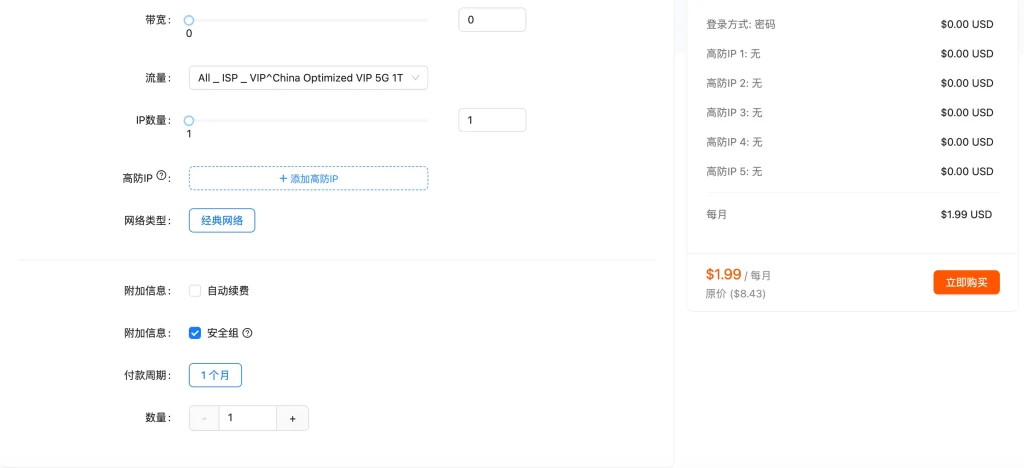 带宽:
0
0
流量:
All _ ISP _ VIP^China Optimized VIP 5G 1T
IP数量:
1
1
高防IP ?:
+ 添加高防IP
网络类型:
经典网络
附加信息:
自动续费
附加信息:
安全组 ?
付款周期:
1 个月
数量:
- 1 +
登录方式: 密码 $0.00 USD
高防IP 1: 无 $0.00 USD
高防IP 2: 无 $0.00 USD
高防IP 3: 无 $0.00 USD
高防IP 4: 无 $0.00 USD
高防IP 5: 无 $0.00 USD
每月 $1.99 USD
$1.99 / 每月
原价 ($8.43)
立即购买